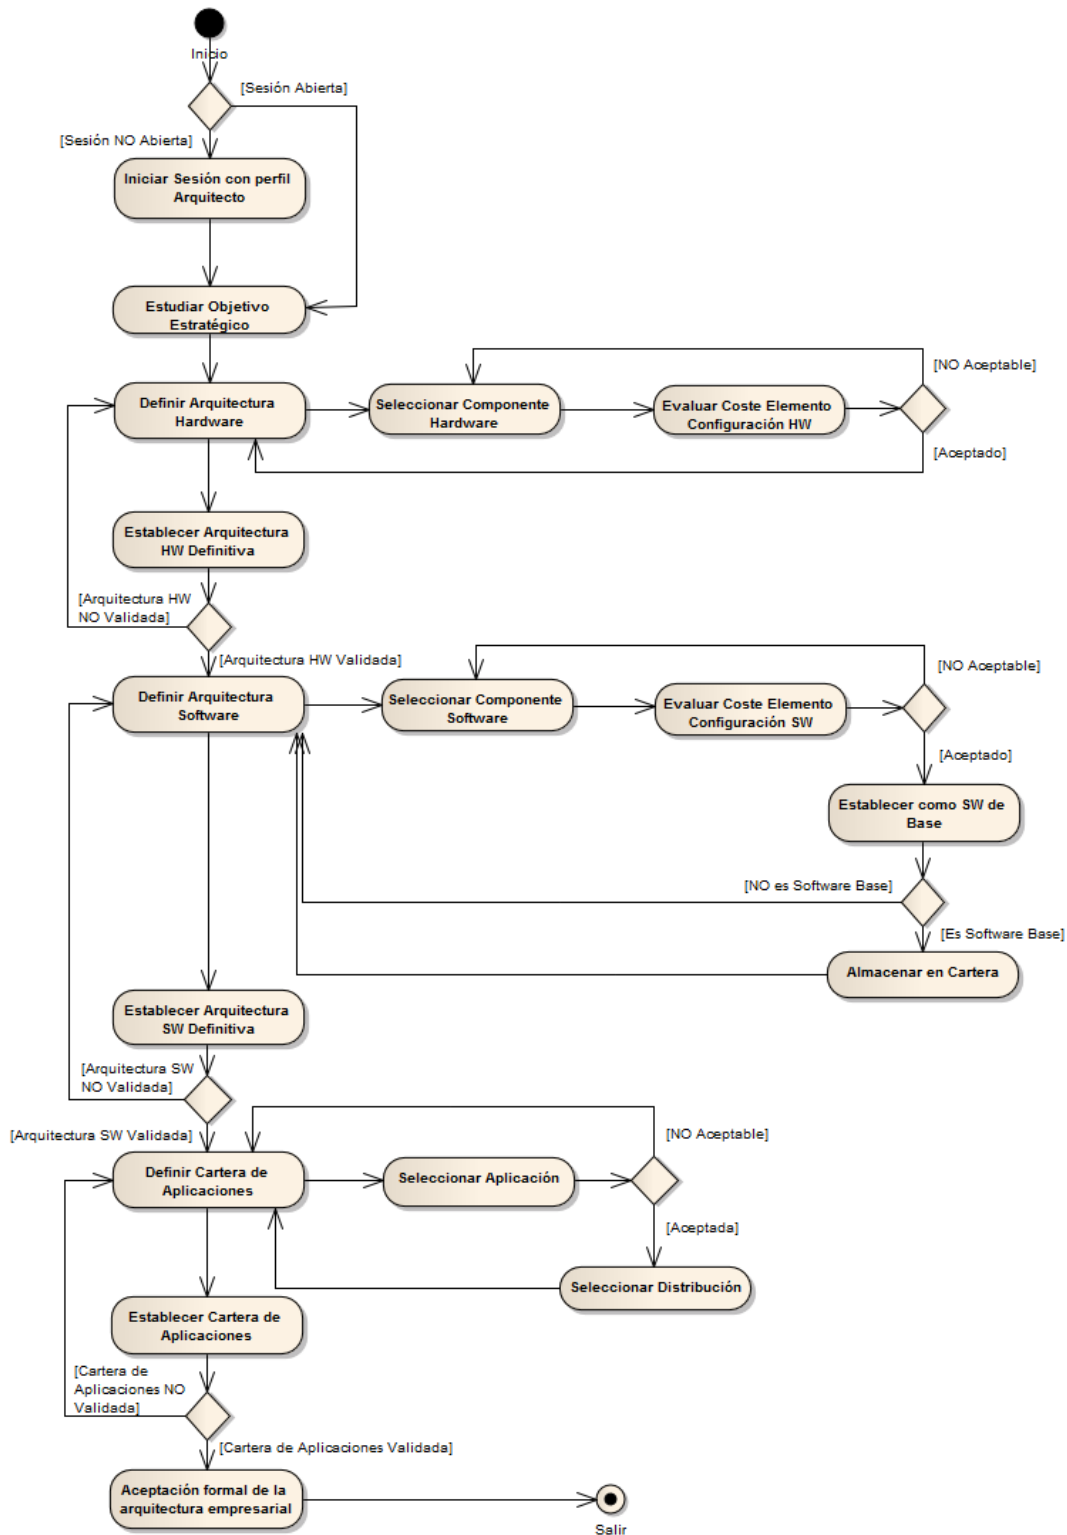 Inicio
[Sesión Abierta]
[Sesión NO Abierta]
Iniciar Sesión con perfil
Arquitecto
Estudiar Objetivo
Estratégico
Definir Arquitectura
Hardware
Seleccionar Componente
Hardware
Evaluar Coste Elemento
Configuración HW
[NO Aceptable]
[Aceptado]
Establecer Arquitectura
HW Definitiva
[Arquitectura HW
NO Validada]
[Arquitectura HW Validada]
Definir Arquitectura
Software
Seleccionar Componente
Software
Evaluar Coste Elemento
Configuración SW
[NO Aceptable]
[Aceptado]
Establecer como SW de
Base
[NO es Software Base]
[Es Software Base]
Almacenar en Cartera
Establecer Arquitectura
SW Definitiva
[Arquitectura SW
NO Validada]
[Arquitectura SW Validada]
Definir Cartera de
Aplicaciones
Seleccionar Aplicación
[NO Aceptable]
[Aceptada]
Seleccionar Distribución
Establecer Cartera de
Aplicaciones
[Cartera de
Aplicaciones NO
Validada]
[Cartera de Aplicaciones Validada]
Aceptación formal de la
arquitectura empresarial
Salir